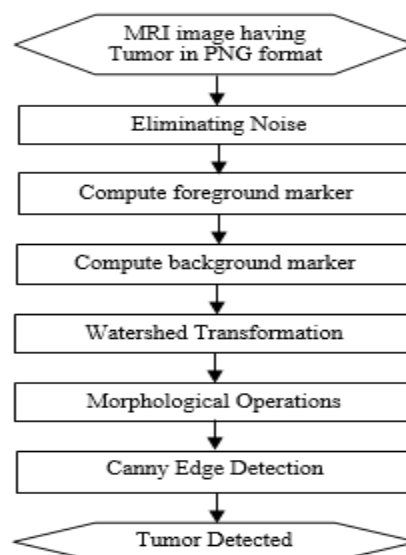 MRI image having
Tumor in PNG format
Eliminating Noise
Compute foreground marker
Compute background marker
Watershed Transformation
Morphological Operations
Canny Edge Detection
Tumor Detected